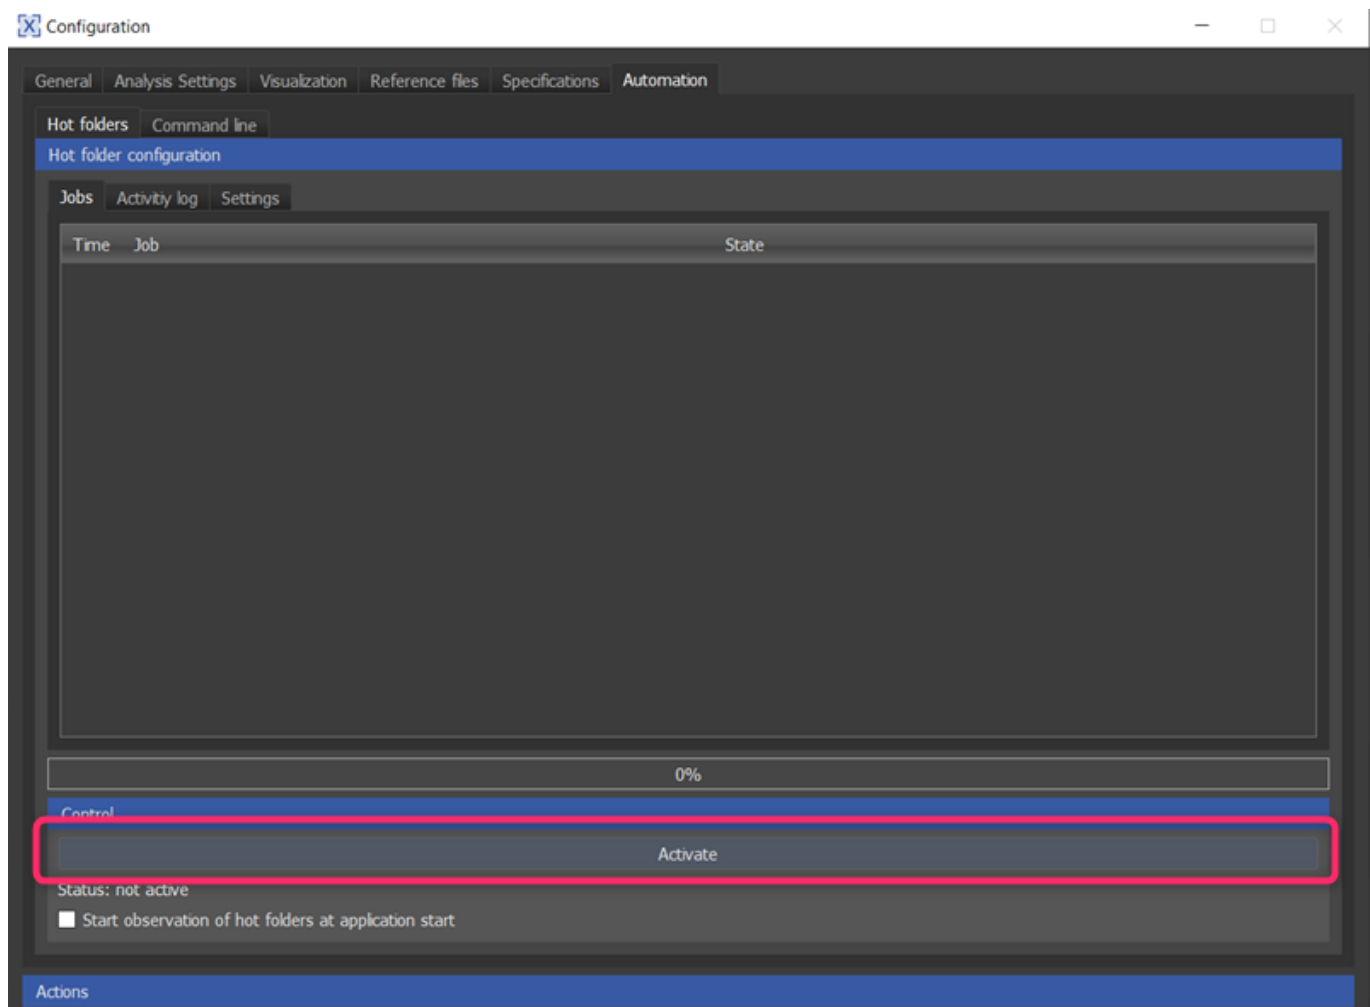 Configuration
General Analysis Settings Visualization Reference files Specifications Automation
Hot folders Command line
Hot folder configuration
Jobs Activitiy log Settings
Time Job State
0%
Control
Activate
Status: not active
Start observation of hot folders at application start
Actions